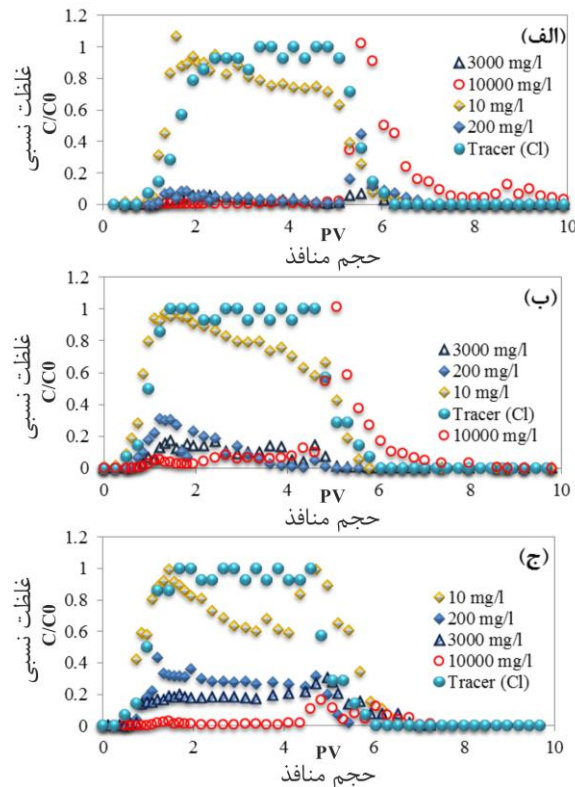 (الف)
غلظت نسبی
C/C0
1.2
1
0.8
0.6
0.4
0.2
0
3000 mg/l
10000 mg/l
10 mg/l
200 mg/l
Tracer (Cl)
0 2 4 6 8 10
PV
حجم منافذ
(ب)
غلظت نسبی
C/C0
1.2
1
0.8
0.6
0.4
0.2
0
3000 mg/l
200 mg/l
10 mg/l
Tracer (Cl)
10000 mg/l
0 2 4 6 8 10
PV
حجم منافذ
(ج)
غلظت نسبی
C/C0
1.2
1
0.8
0.6
0.4
0.2
0
10 mg/l
200 mg/l
3000 mg/l
10000 mg/l
Tracer (Cl)
0 2 4 6 8 10
PV
حجم منافذ